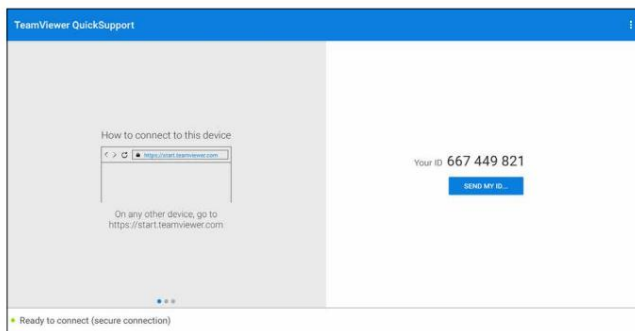 TeamViewer QuickSupport
How to connect to this device
https://start.teamviewer.com
On any other device, go to
https://start.teamviewer.com
Your ID 667 449 821
SEND MY ID...
Ready to connect (secure connection)